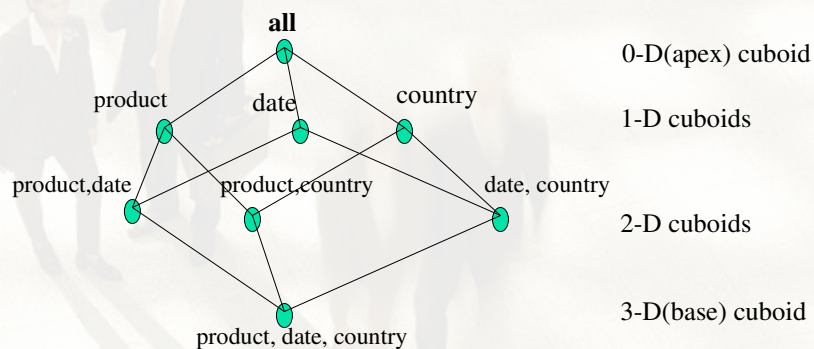 all
0-D(apex) cuboid
product
date
country
1-D cuboids
product,date
product,country
date, country
2-D cuboids
3-D(base) cuboid
product, date, country